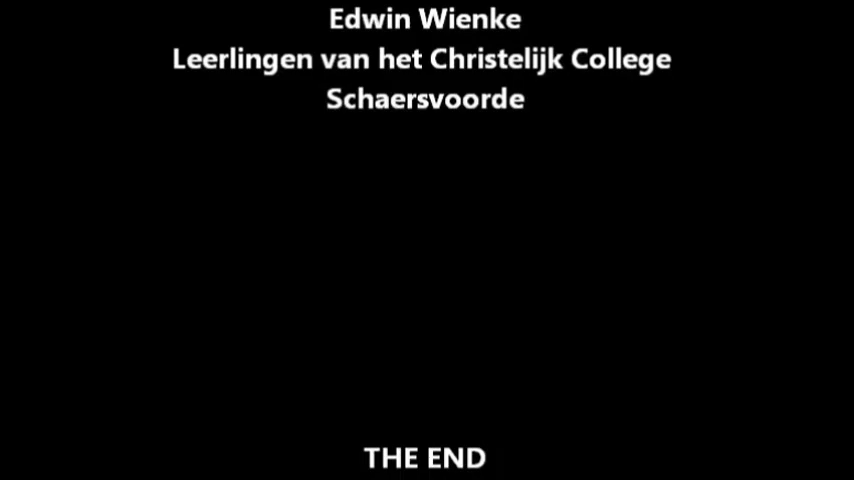 Edwin Wienke
Leerlingen van het Christelijk College
Schaersvoorde
THE END